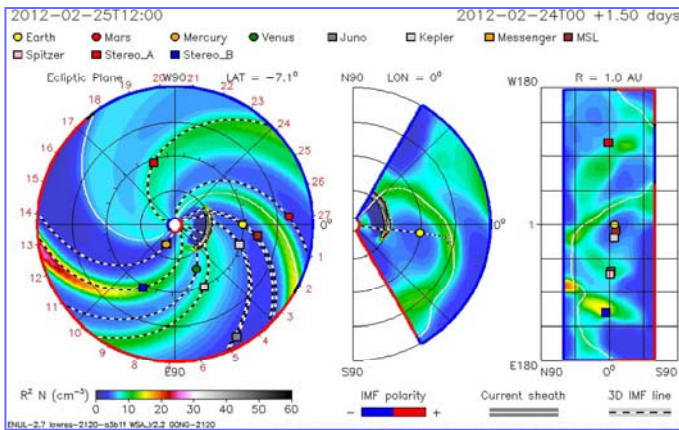 2012-02-25T12:00 2012-02-24T00 +1.50 days
Earth Mars Mercury Venus Juno Kepler Messenger MSL
Spitzer Stereo_A Stereo_B
Ecliptic Plane W90 LAT = -7.1° N90 LON = 0° W180 R = 1.0 AU
20 21
19 22
18 23
17 24
16 25
15 26
14 27
0° 0° 1
13 1
12 2
11 3
10 4
9 5
8 7 6
E90 S90 E180
N90 0° S90
R² N (cm⁻³) 0 10 20 30 40 50 60
IMF polarity - + Current sheath 3D IMF line
ENLIL-2.7 lowres-2120-a3b1f WSA_V2.2 GONG-2120